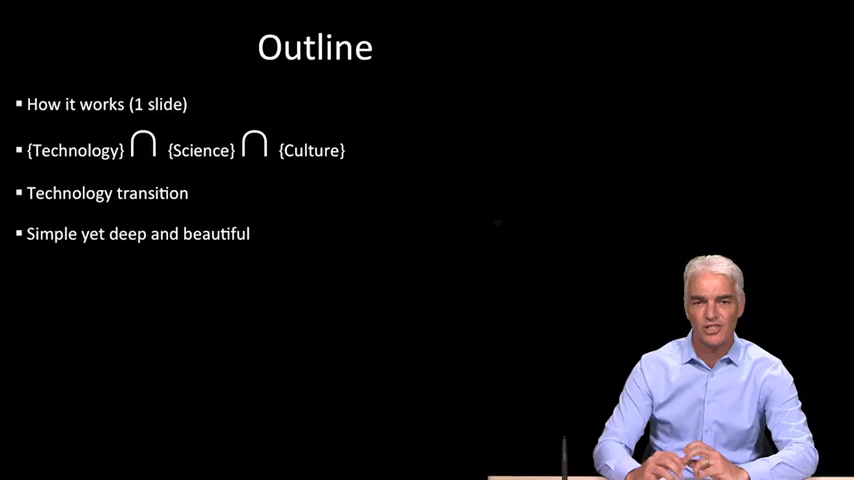 Outline
▪ How it works (1 slide)
▪ {Technology} ⋂ {Science} ⋂ {Culture}
▪ Technology transition
▪ Simple yet deep and beautiful